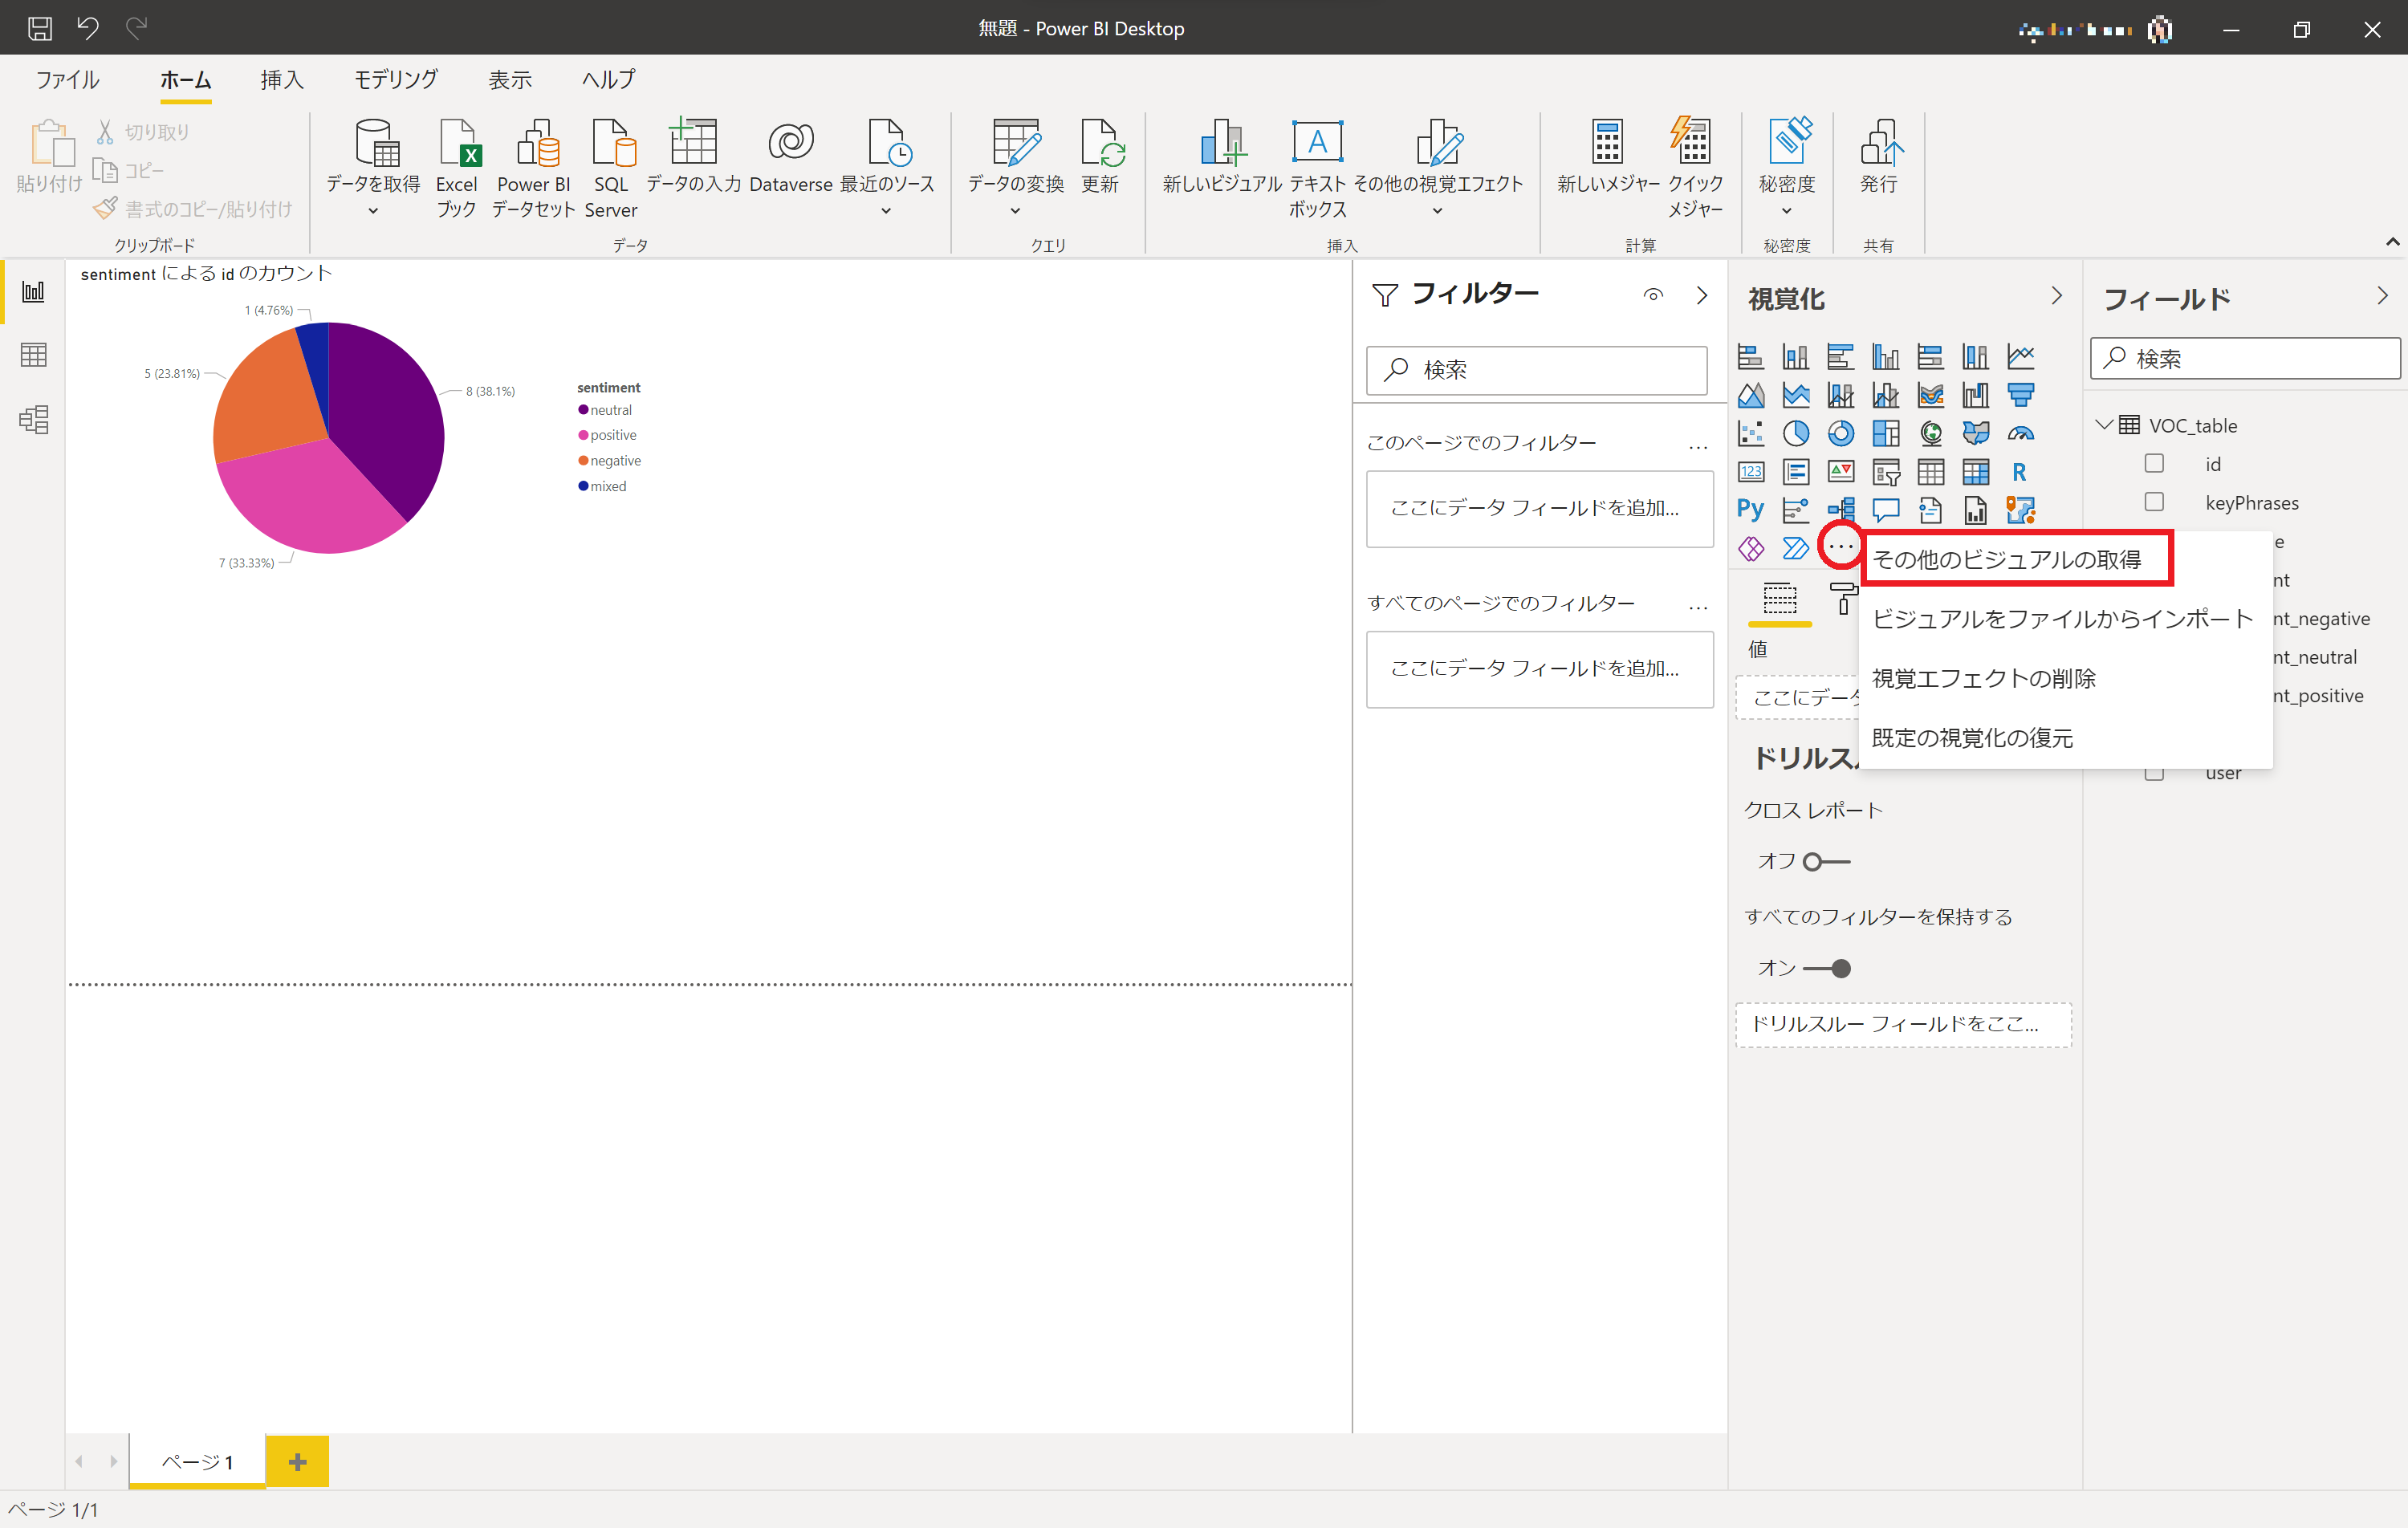 無題 - Power BI Desktop
ファイル ホーム 挿入 モデリング 表示 ヘルプ
貼り付け
切り取り
コピー
書式のコピー/貼り付け
クリップボード
データを取得
Excel ブック
Power BI データセット
SQL Server
データの入力
Dataverse
最近のソース
データ
データの変換
更新
クエリ
新しいビジュアル
テキスト ボックス
その他の視覚エフェクト
挿入
新しいメジャー
クイック メジャー
計算
秘密度
秘密度
発行
共有
sentiment による id のカウント
1 (4.76%)
5 (23.81%)
8 (38.1%)
7 (33.33%)
sentiment
neutral
positive
negative
mixed
フィルター
検索
このページでのフィルター ...
ここにデータ フィールドを追加...
すべてのページでのフィルター ...
ここにデータ フィールドを追加...
視覚化
123
R
Py
...
その他のビジュアルの取得
ビジュアルをファイルからインポート
視覚エフェクトの削除
既定の視覚化の復元
値
ここにデータ
ドリルス
クロス レポート
オフ
すべてのフィルターを保持する
オン
ドリルスルー フィールドをここ...
フィールド
検索
VOC_table
id
keyPhrases
e
nt
nt_negative
nt_neutral
nt_positive
user
ページ 1
ページ 1/1